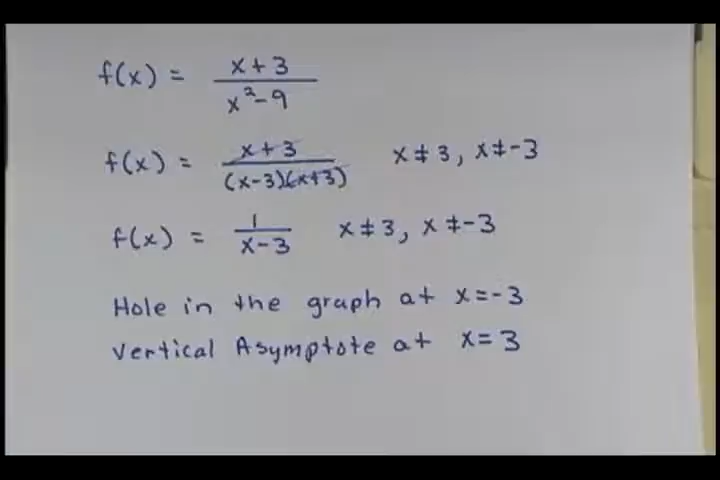 f(x) = x+3 / x²-9
f(x) = x+3 / (x-3)(x+3) x≠3, x≠-3
f(x) = 1 / x-3 x≠3, x≠-3
Hole in the graph at x=-3
Vertical Asymptote at x=3